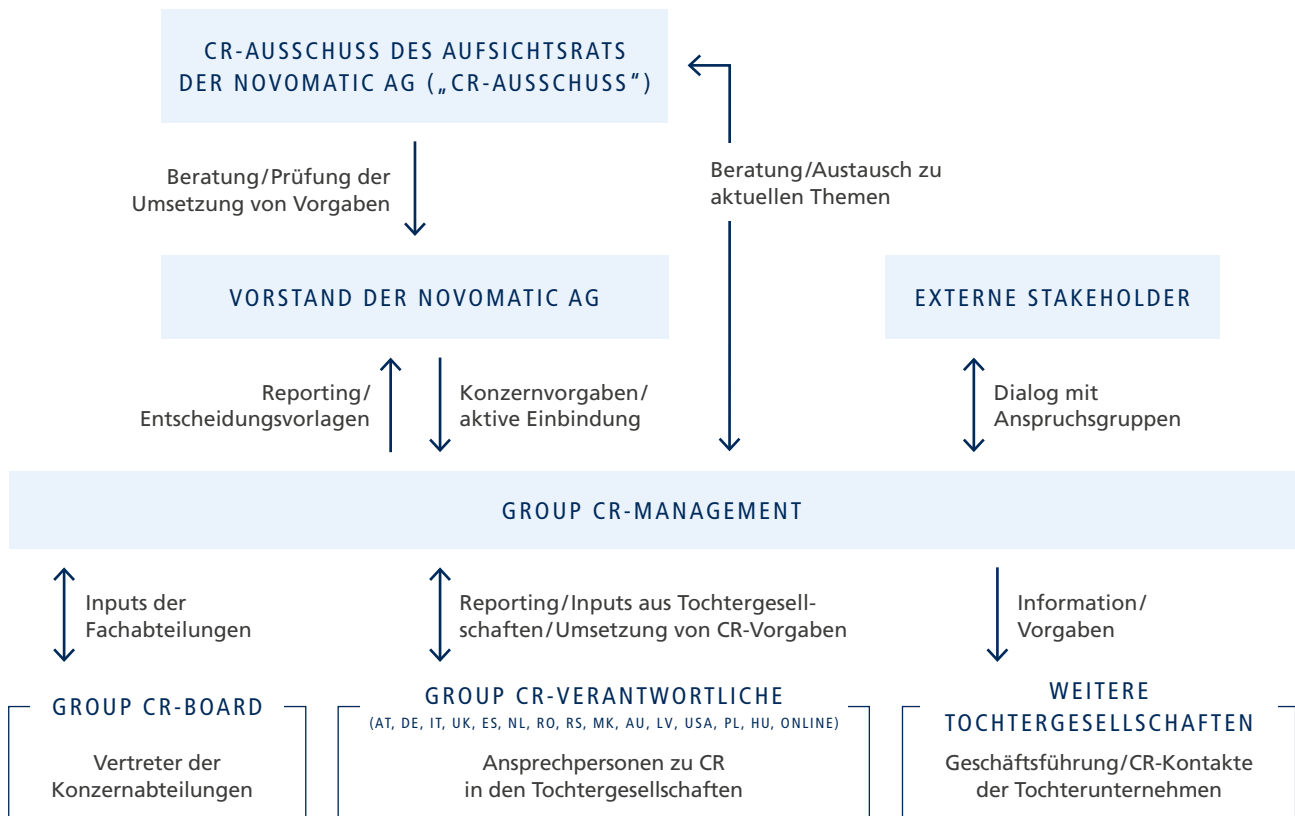 CR-AUSSCHUSS DES AUFSICHTSRATS
DER NOVOMATIC AG („CR-AUSSCHUSS“)
Beratung/Prüfung der
Umsetzung von Vorgaben
Beratung/Austausch zu
aktuellen Themen
VORSTAND DER NOVOMATIC AG
EXTERNE STAKEHOLDER
Reporting/
Entscheidungsvorlagen
Konzernvorgaben/
aktive Einbindung
Dialog mit
Anspruchsgruppen
GROUP CR-MANAGEMENT
Inputs der
Fachabteilungen
Reporting/Inputs aus Tochtergesell-
schaften/Umsetzung von CR-Vorgaben
Information/
Vorgaben
GROUP CR-BOARD
Vertreter der
Konzernabteilungen
GROUP CR-VERANTWORTLICHE
(AT, DE, IT, UK, ES, NL, RO, RS, MK, AU, LV, USA, PL, HU, ONLINE)
Ansprechpersonen zu CR
in den Tochtergesellschaften
WEITERE
TOCHTERGESELLSCHAFTEN
Geschäftsführung/CR-Kontakte
der Tochterunternehmen